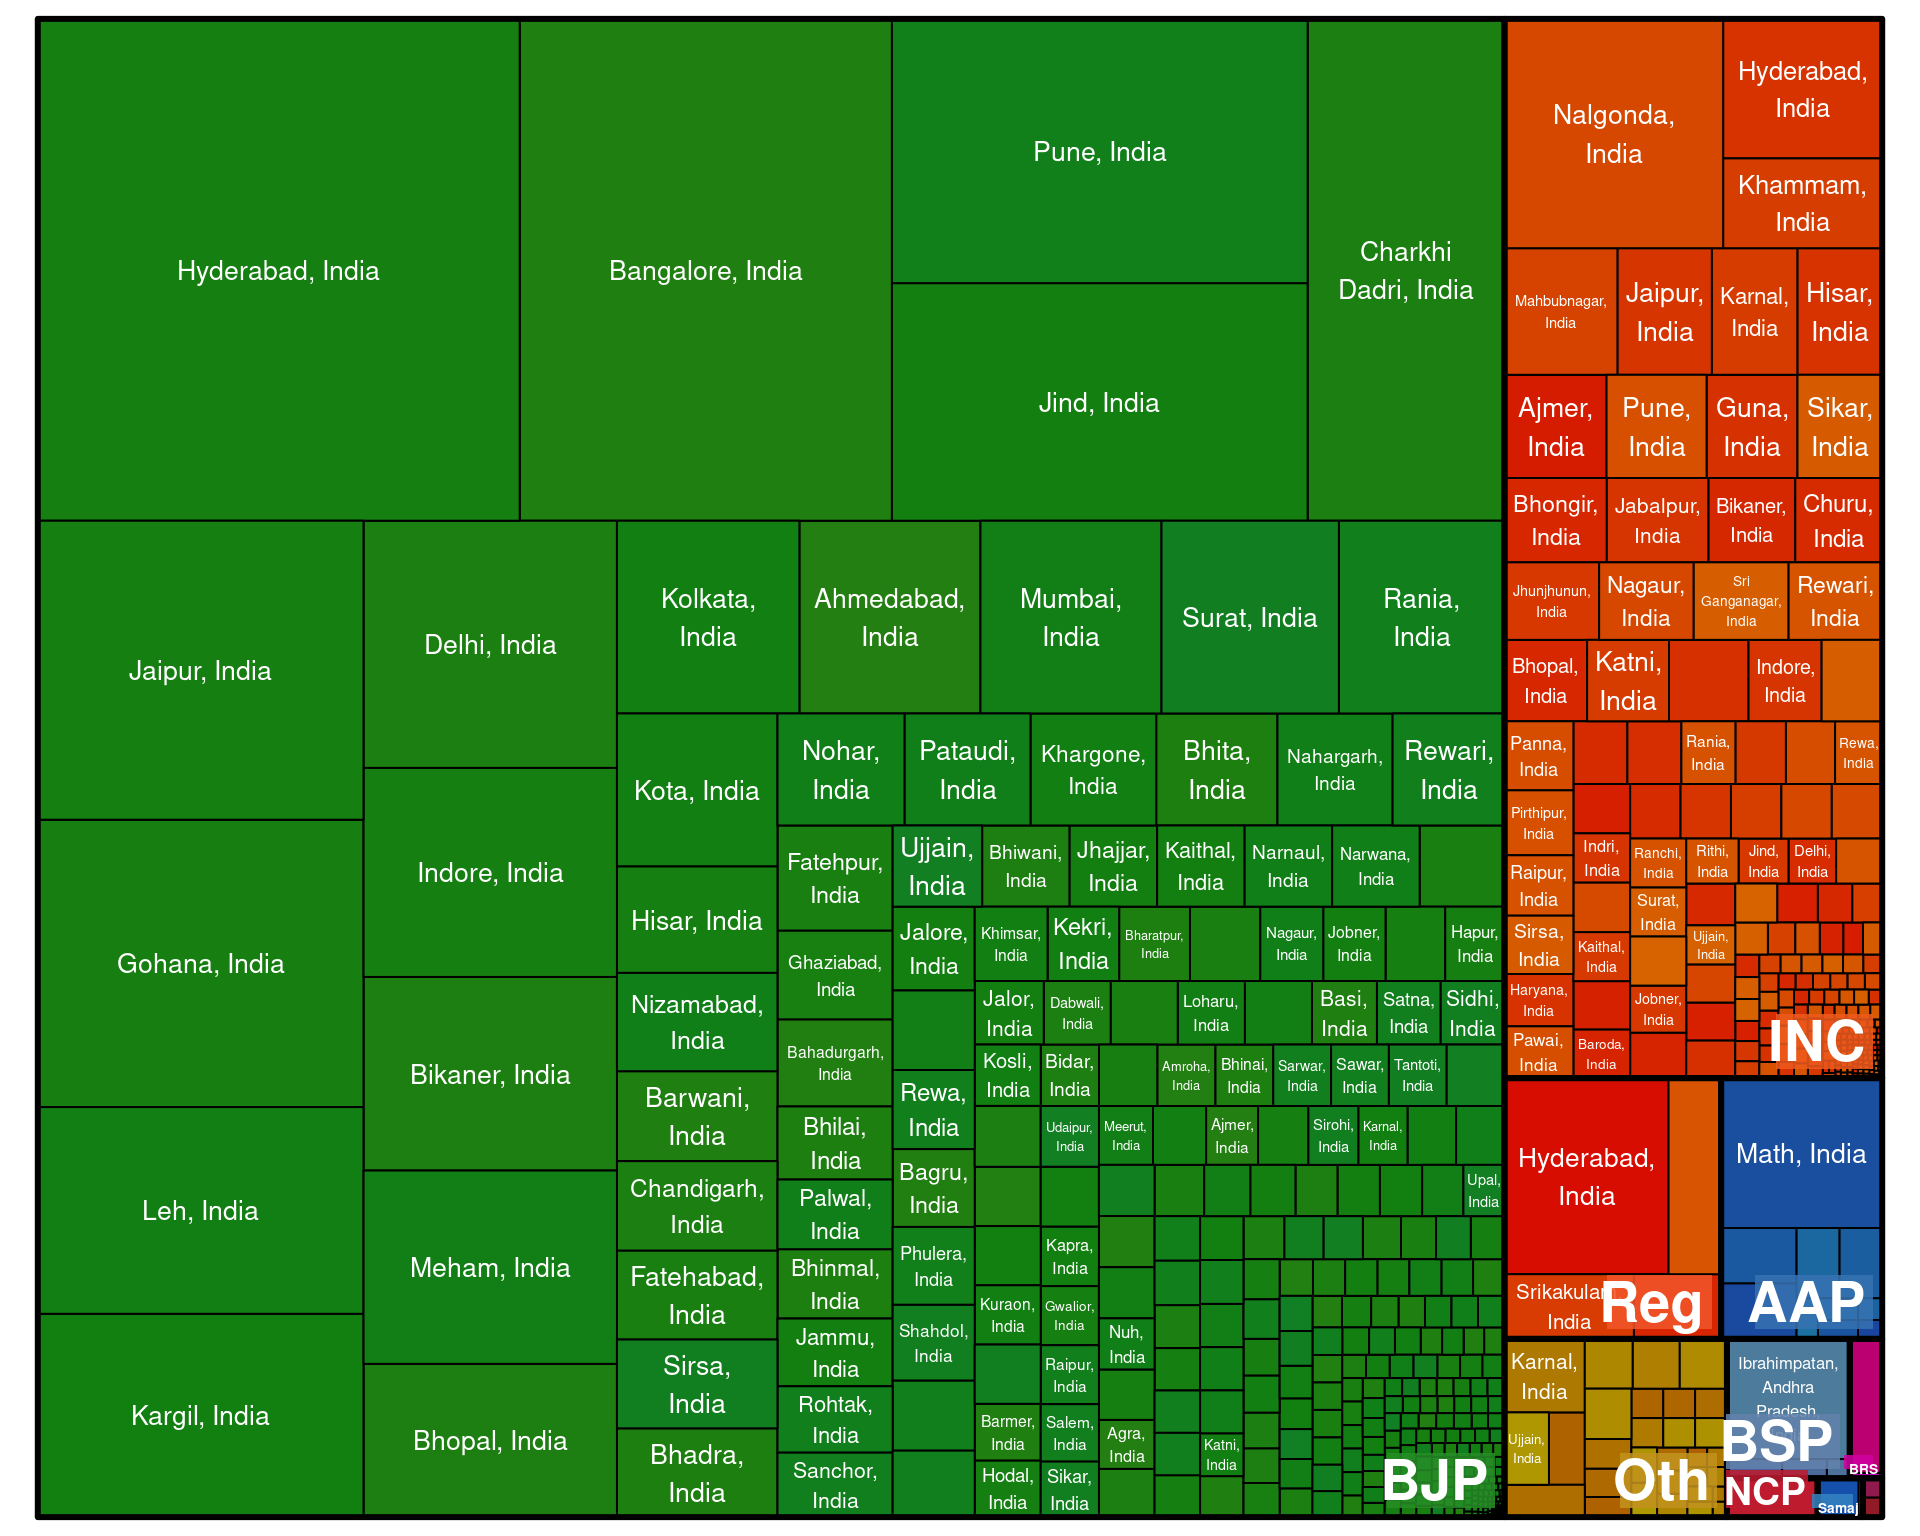 Hyderabad, India
Bangalore, India
Pune, India
Jind, India
Charkhi
Dadri, India
Jaipur, India
Gohana, India
Leh, India
Kargil, India
Delhi, India
Indore, India
Bikaner, India
Meham, India
Bhopal, India
Kolkata,
India
Ahmedabad,
India
Mumbai,
India
Surat, India
Rania,
India
Kota, India
Hisar, India
Nizamabad,
India
Barwani,
India
Chandigarh,
India
Fatehabad,
India
Sirsa,
India
Bhadra,
India
Nohar,
India
Pataudi,
India
Khargone,
India
Bhita,
India
Nahargarh,
India
Rewari,
India
Fatehpur,
India
Ghaziabad,
India
Bahadurgarh,
India
Bhilai,
India
Palwal,
India
Bhinmal,
India
Jammu,
India
Rohtak,
India
Sanchor,
India
Ujjain,
India
Bhiwani,
India
Jhajjar,
India
Kaithal,
India
Narnaul,
India
Narwana,
India
Jalore,
India
Rewa,
India
Bagru,
India
Phulera,
India
Shahdol,
India
Khimsar,
India
Kekri,
India
Bharatpur,
India
Nagaur,
India
Jobner,
India
Hapur,
India
Jalor,
India
Dabwali,
India
Loharu,
India
Basi,
India
Satna,
India
Sidhi,
India
Kosli,
India
Bidar,
India
Amroha,
India
Bhinai,
India
Sarwar,
India
Sawar,
India
Tantoti,
India
Udaipur,
India
Meerut,
India
Ajmer,
India
Sirohi,
India
Karnal,
India
Upal,
India
Kapra,
India
Kuraon,
India
Gwalior,
India
Nuh,
India
Raipur,
India
Barmer,
India
Salem,
India
Agra,
India
Katni,
India
Hodal,
India
Sikar,
India
BJP
Nalgonda,
India
Hyderabad,
India
Khammam,
India
Mahbubnagar,
India
Jaipur,
India
Karnal,
India
Hisar,
India
Ajmer,
India
Pune,
India
Guna,
India
Sikar,
India
Bhongir,
India
Jabalpur,
India
Bikaner,
India
Churu,
India
Jhunjhunun,
India
Nagaur,
India
Sri
Ganganagar,
India
Rewari,
India
Bhopal,
India
Katni,
India
Indore,
India
Panna,
India
Rania,
India
Rewa,
India
Pirthipur,
India
Indri,
India
Ranchi,
India
Rithi,
India
Jind,
India
Delhi,
India
Raipur,
India
Surat,
India
Sirsa,
India
Kaithal,
India
Ujjain,
India
Haryana,
India
Jobner,
India
Pawai,
India
Baroda,
India
INC
Hyderabad,
India
Srikakulam,
India
Reg
Math, India
AAP
Karnal,
India
Ujjain,
India
Oth
Ibrahimpatan,
Andhra
Pradesh,
BSP
BRS
NCP
Samaj